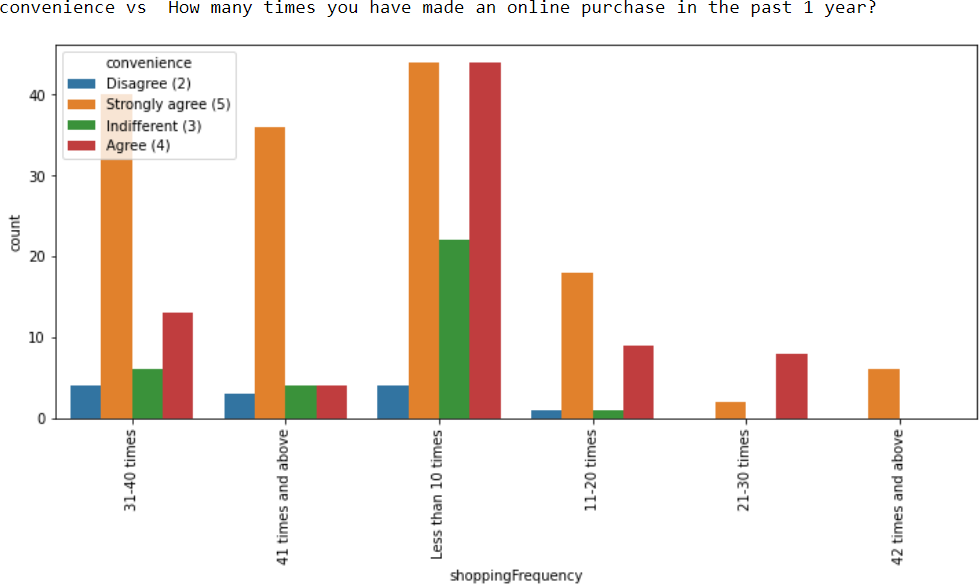 convenience vs  How many times you have made an online purchase in the past 1 year?
convenience
Disagree (2)
Strongly agree (5)
Indifferent (3)
Agree (4)
40
30
20
10
0
count
31-40 times
41 times and above
Less than 10 times
11-20 times
21-30 times
42 times and above
shoppingFrequency